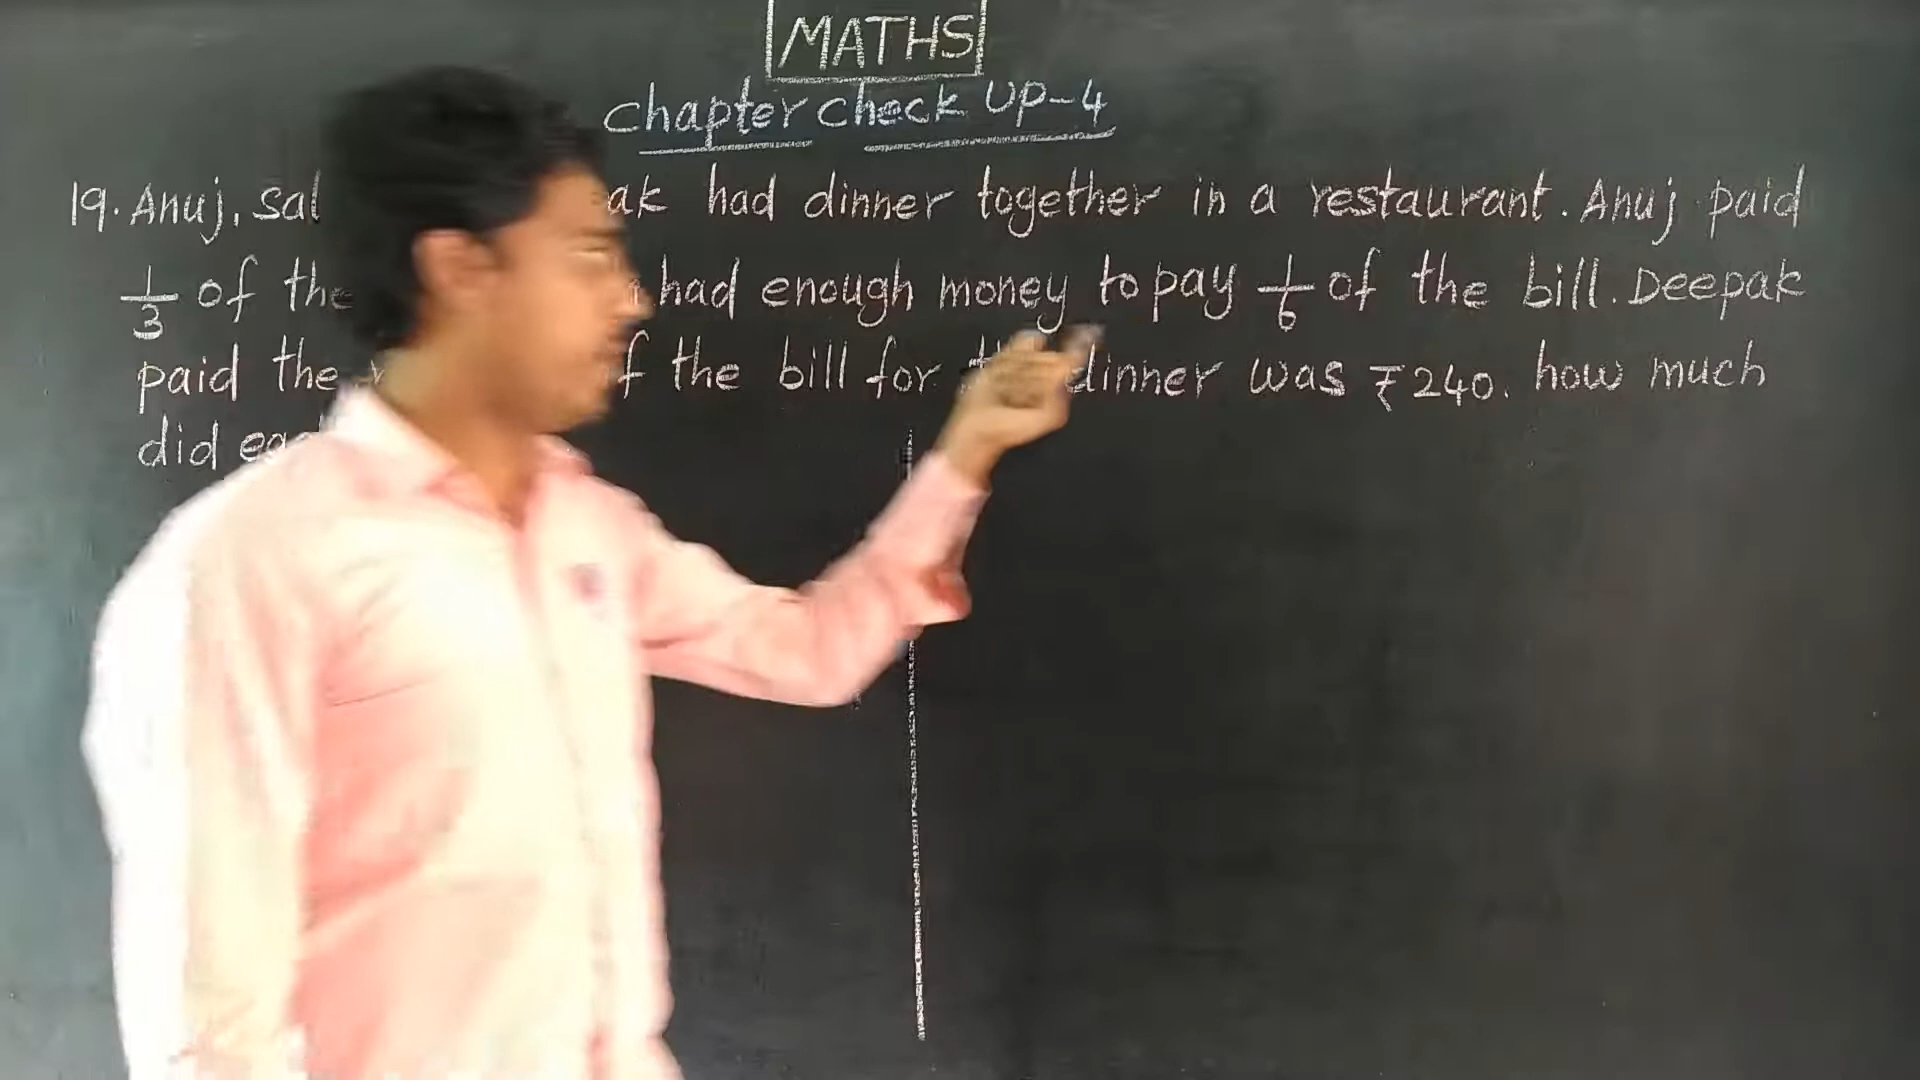 MATHS
Chapter Check UP-4
19. Anuj, had dinner together in a restaurant. Anuj paid
1/3 of the had enough money to pay 1/6 of the bill. Deepak
paid the of the bill for dinner was ₹240. how much
did